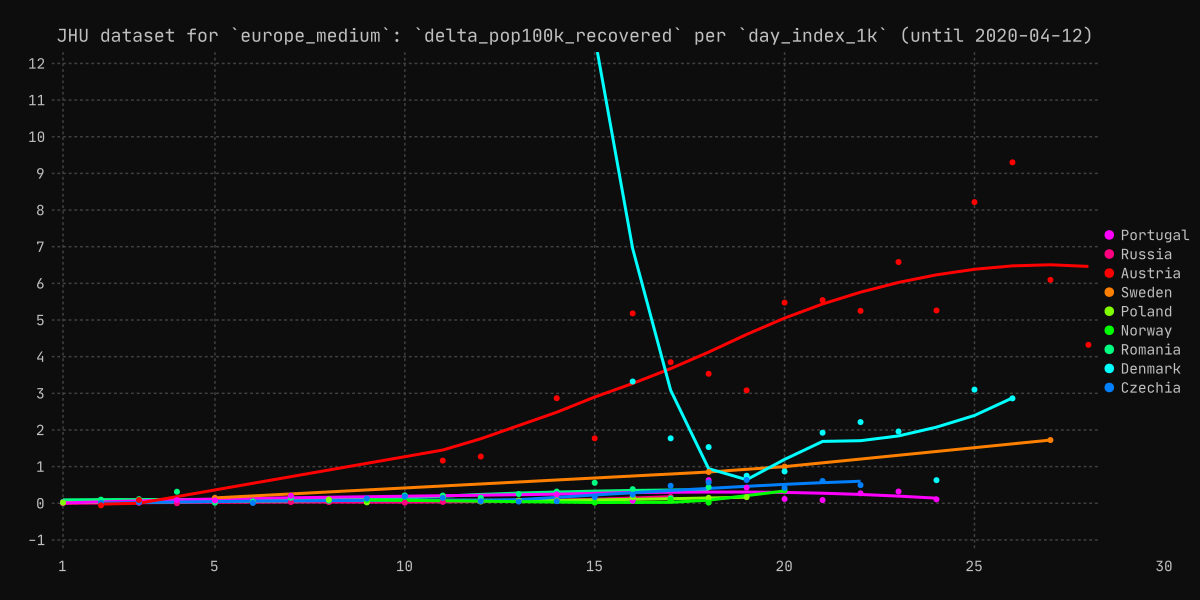 JHU dataset for `europe_medium`: `delta_pop100k_recovered` per `day_index_1k` (until 2020-04-12)
12
11
10
9
8
7
6
5
4
3
2
1
0
-1
1 5 10 15 20 25 30
Portugal
Russia
Austria
Sweden
Poland
Norway
Romania
Denmark
Czechia